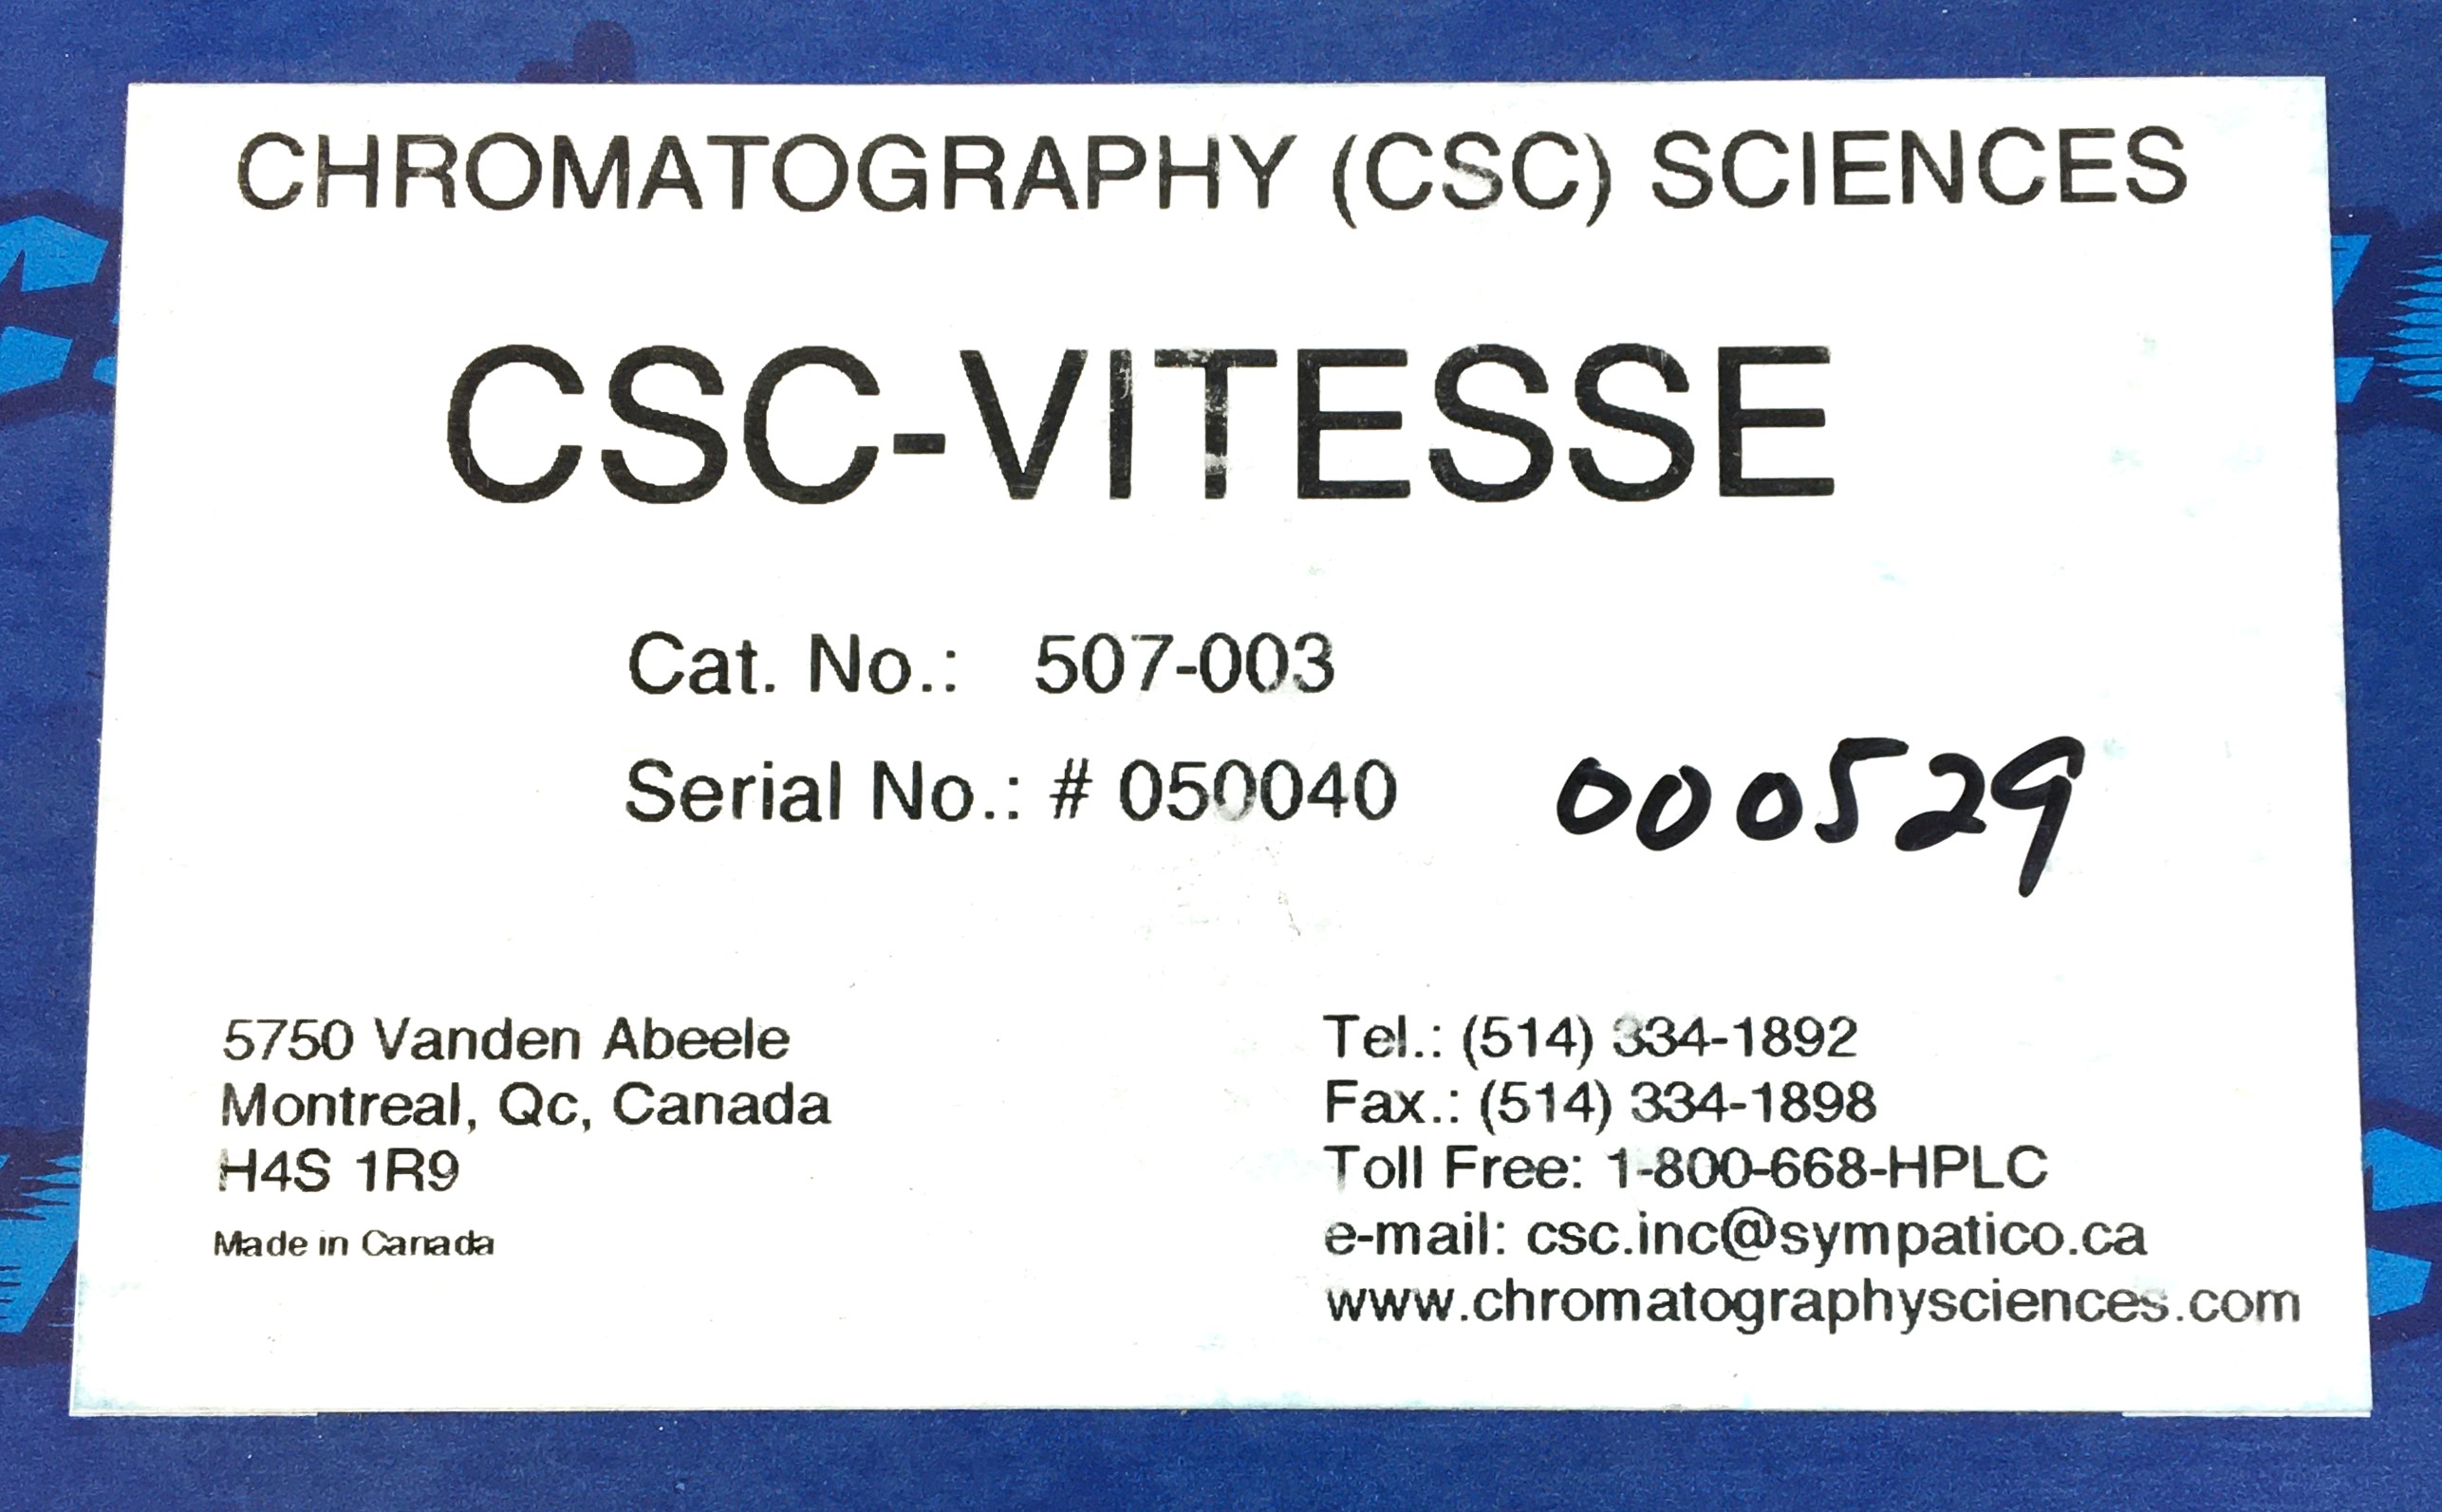 CHROMATOGRAPHY (CSC) SCIENCES
CSC-VITESSE
Cat. No.: 507-003
Serial No.: # 050040 000529
5750 Vanden Abeele
Montreal, Qc, Canada
H4S 1R9
Made in Canada
Tel.: (514) 334-1892
Fax.: (514) 334-1898
Toll Free: 1-800-668-HPLC
e-mail: csc.inc@sympatico.ca
www.chromatographysciences.com